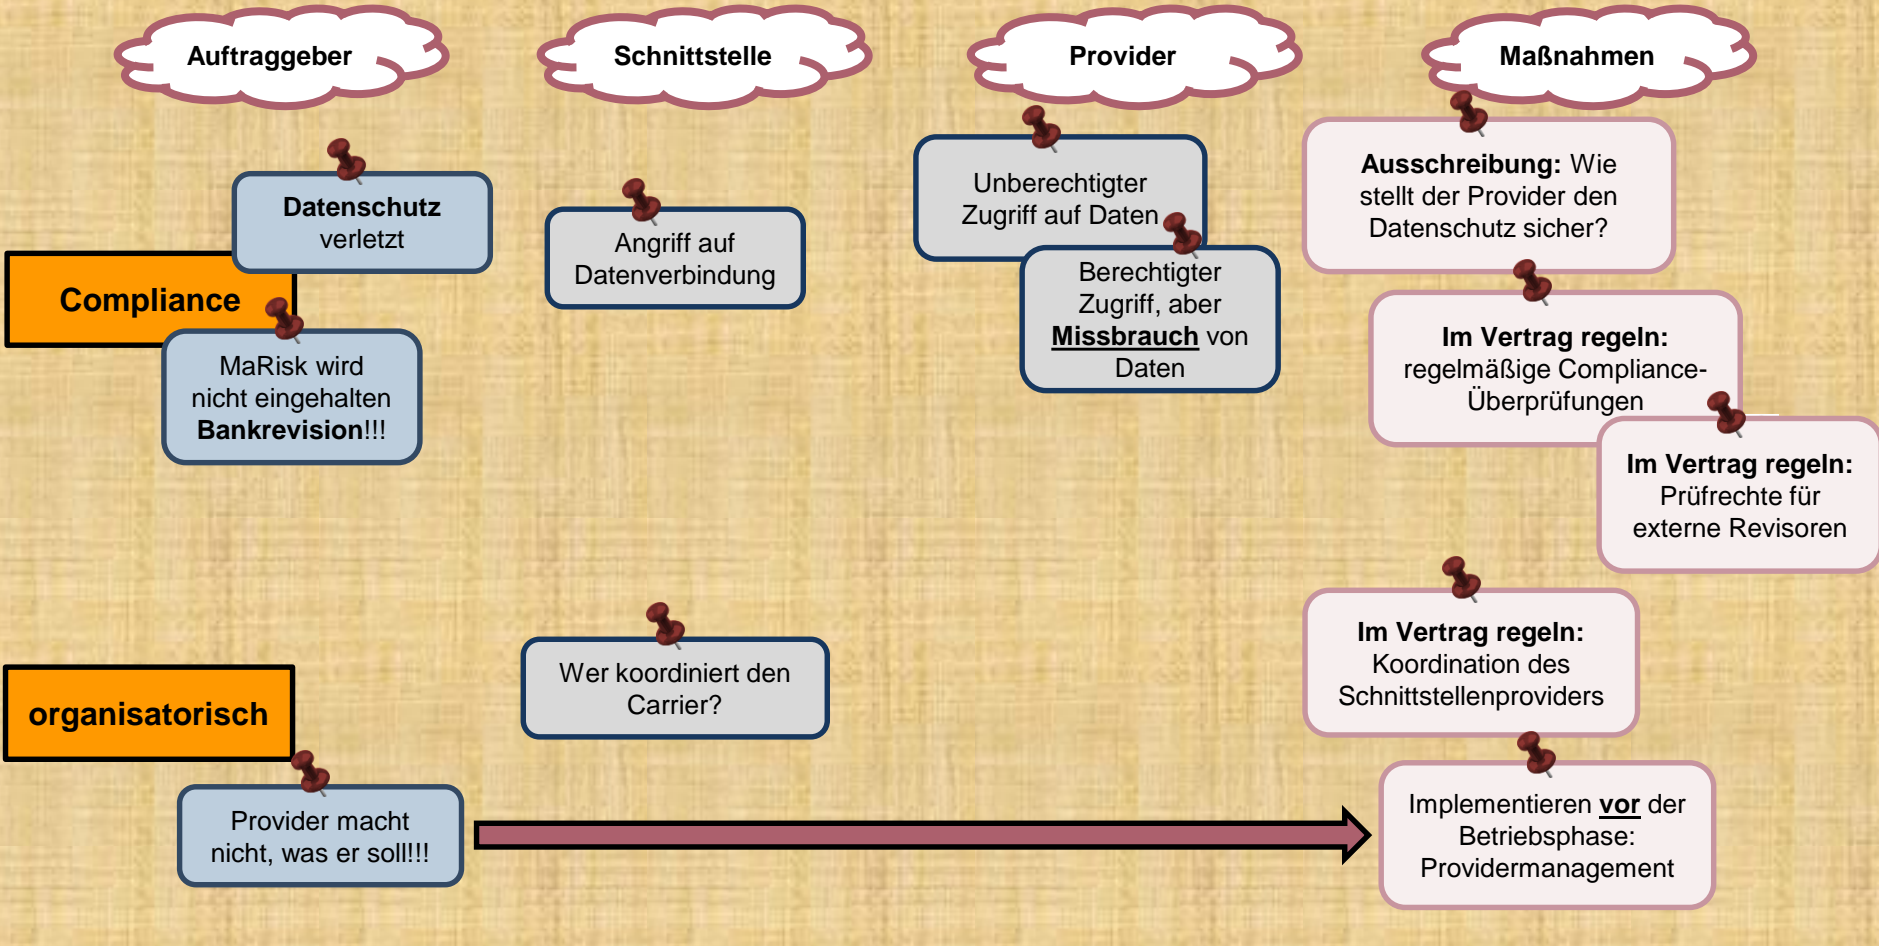 Auftraggeber
Schnittstelle
Provider
Maßnahmen
Compliance
Datenschutz
verletzt
MaRisk wird
nicht eingehalten
Bankrevision!!!
Angriff auf
Datenverbindung
Unberechtigter
Zugriff auf Daten
Berechtigter
Zugriff, aber
Missbrauch von
Daten
Ausschreibung: Wie
stellt der Provider den
Datenschutz sicher?
Im Vertrag regeln:
regelmäßige Compliance-
Überprüfungen
Im Vertrag regeln:
Prüfrechte für
externe Revisoren
organisatorisch
Provider macht
nicht, was er soll!!!
Wer koordiniert den
Carrier?
Im Vertrag regeln:
Koordination des
Schnittstellenproviders
Implementieren vor der
Betriebsphase:
Providermanagement